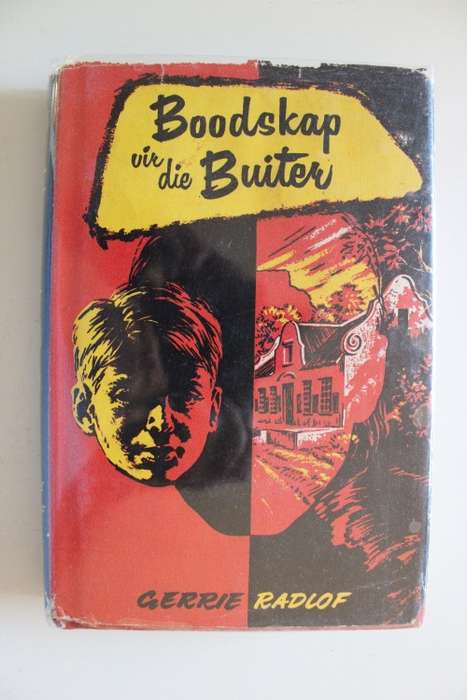 Boodskap
vir die Buiter
GERRIE RADLOF